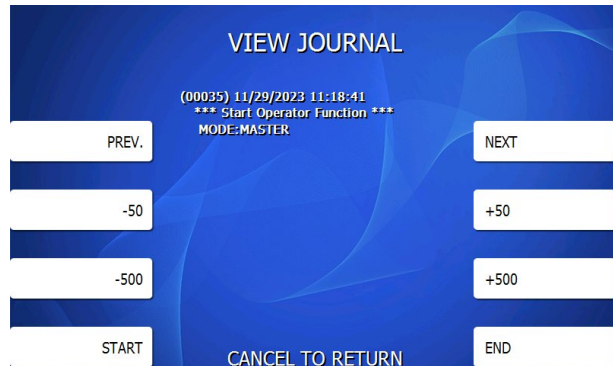 VIEW JOURNAL
(00035) 11/29/2023 11:18:41
*** Start Operator Function ***
MODE:MASTER
PREV.
NEXT
-50
+50
-500
+500
START
END
CANCEL TO RETURN